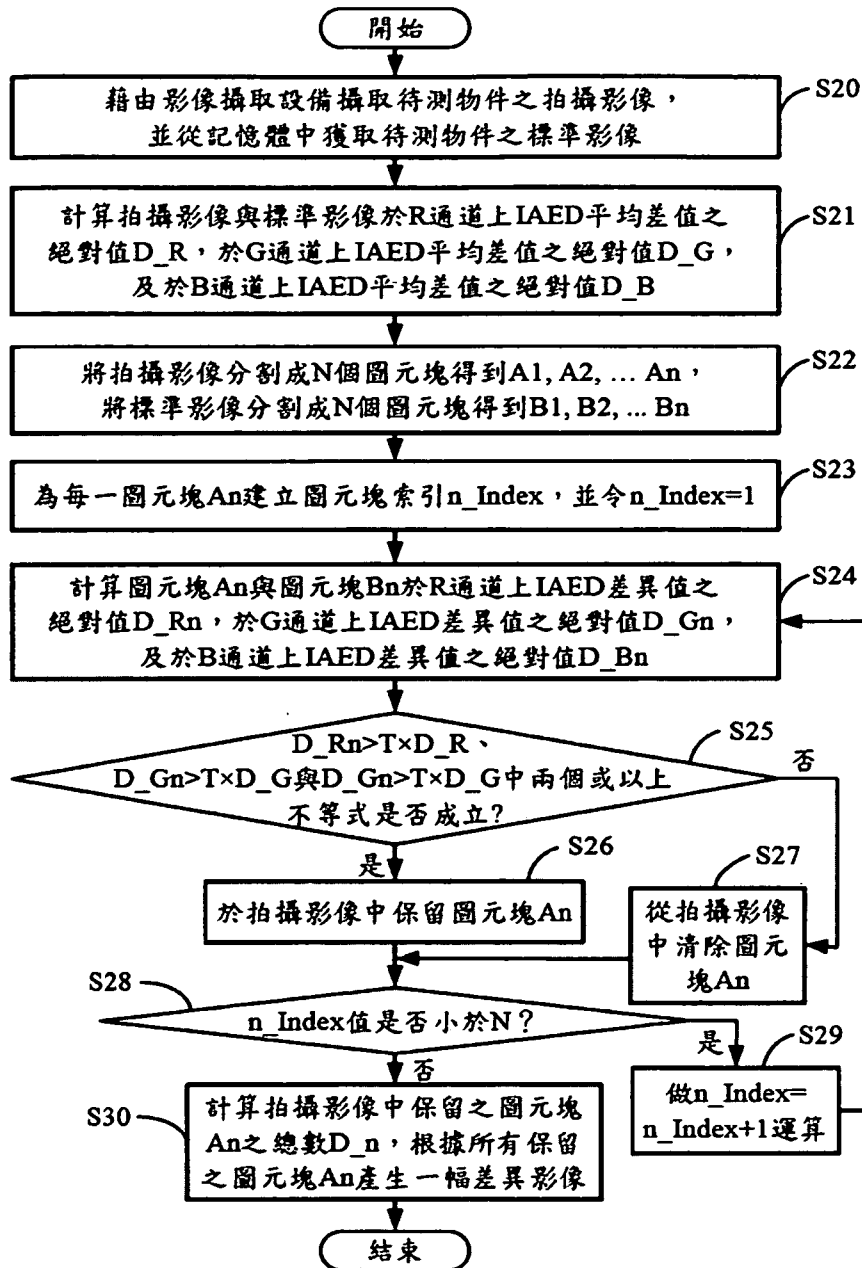 開始
藉由影像攝取設備攝取待測物件之拍攝影像，
並從記憶體中獲取待測物件之標準影像
S20
計算拍攝影像與標準影像於R通道上IAED平均差值之
絕對值D_R，於G通道上IAED平均差值之絕對值D_G，
及於B通道上IAED平均差值之絕對值D_B
S21
將拍攝影像分割成N個圖元塊得到A1, A2, ... An，
將標準影像分割成N個圖元塊得到B1, B2, ... Bn
S22
為每一圖元塊An建立圖元塊索引n_Index，並令n_Index=1
S23
計算圖元塊An與圖元塊Bn於R通道上IAED差異值之
絕對值D_Rn，於G通道上IAED差異值之絕對值D_Gn，
及於B通道上IAED差異值之絕對值D_Bn
S24
D_Rn>T×D_R、
D_Gn>T×D_G與D_Gn>T×D_G中兩個或以上
不等式是否成立?
S25
否
是
S26
於拍攝影像中保留圖元塊An
S27
從拍攝影像
中清除圖元
塊An
S28
n_Index值是否小於N？
是
S29
做n_Index=
n_Index+1運算
否
S30
計算拍攝影像中保留之圖元塊
An之總數D_n，根據所有保留
之圖元塊An產生一幅差異影像
結束